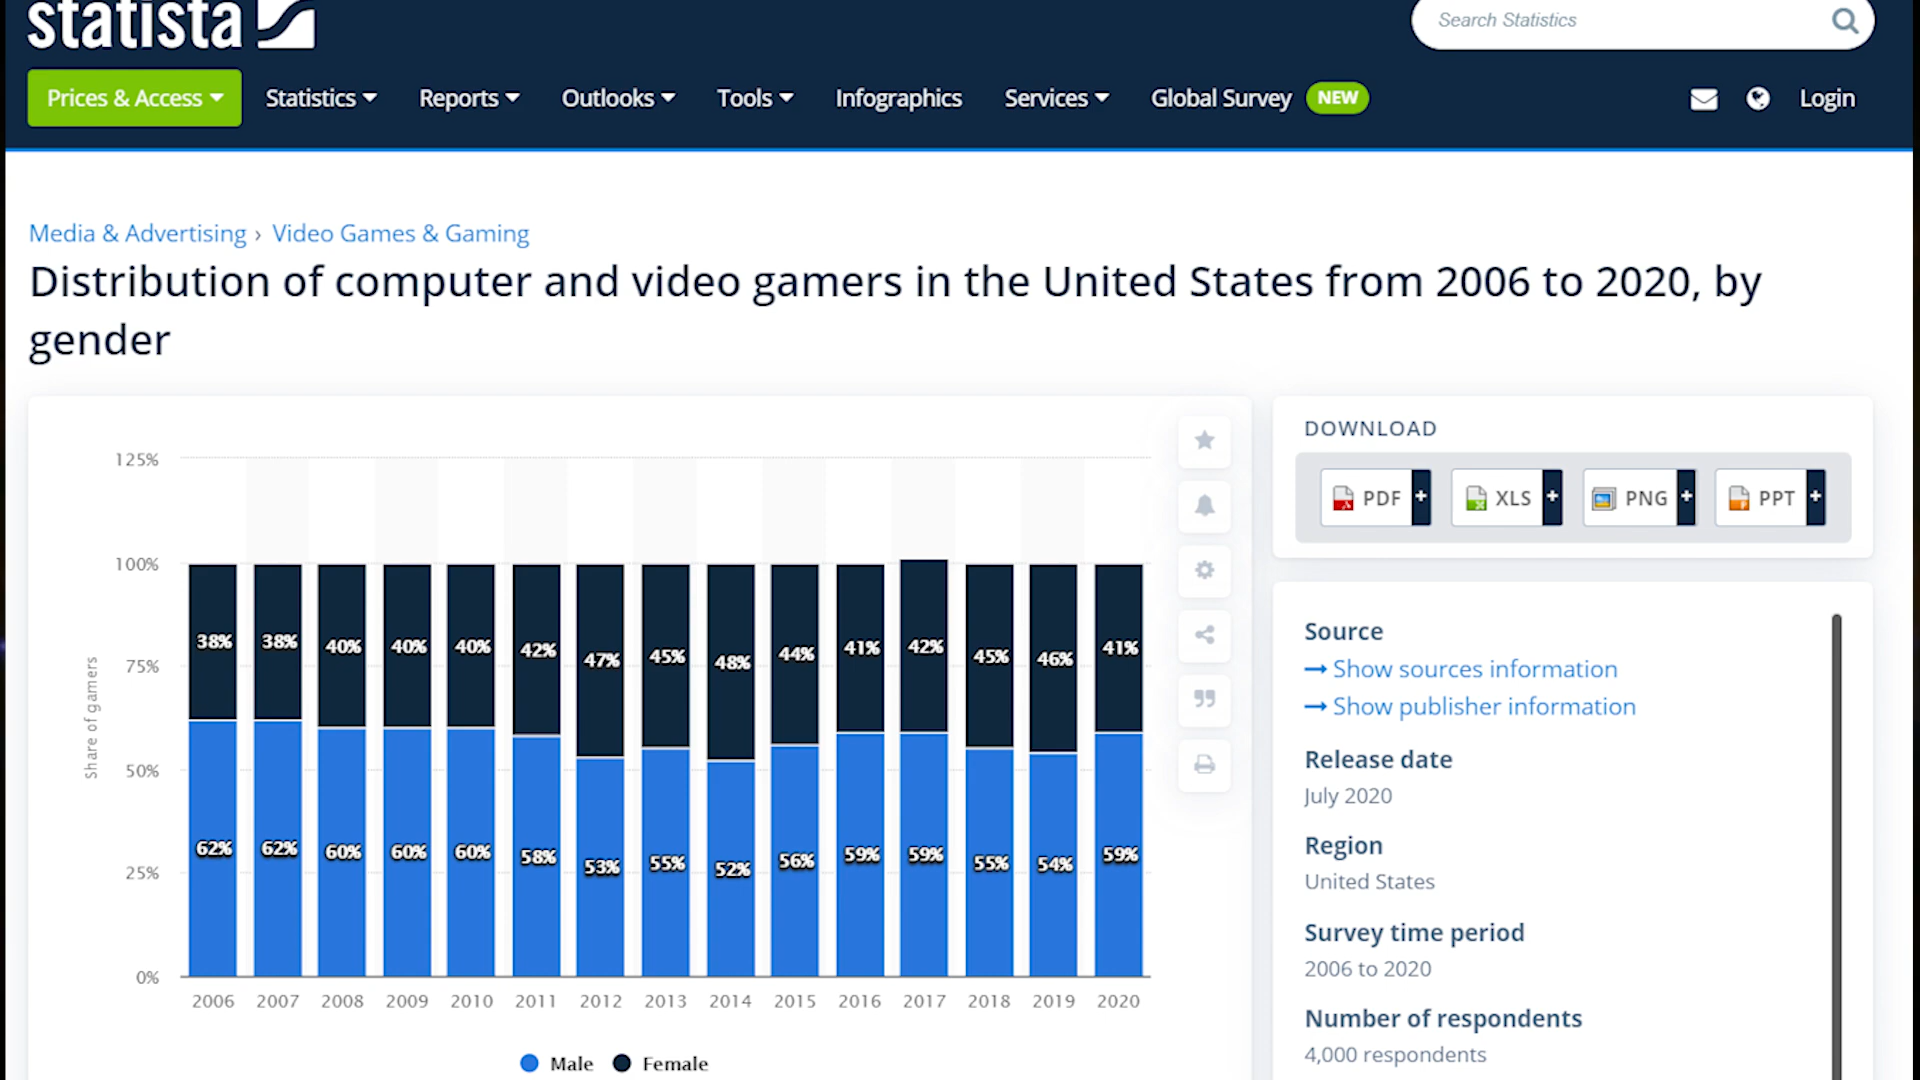 statista
Search Statistics
Prices & Access Statistics Reports Outlooks Tools Infographics Services Global Survey NEW Login
Media & Advertising › Video Games & Gaming
Distribution of computer and video gamers in the United States from 2006 to 2020, by
gender
125%
100%
75%
50%
25%
0%
Share of gamers
38% 38% 40% 40% 40% 42% 47% 45% 48% 44% 41% 42% 45% 46% 41%
62% 62% 60% 60% 60% 58% 53% 55% 52% 56% 59% 59% 55% 54% 59%
2006 2007 2008 2009 2010 2011 2012 2013 2014 2015 2016 2017 2018 2019 2020
Male Female
DOWNLOAD
PDF + XLS + PNG + PPT +
Source
→ Show sources information
→ Show publisher information
Release date
July 2020
Region
United States
Survey time period
2006 to 2020
Number of respondents
4,000 respondents